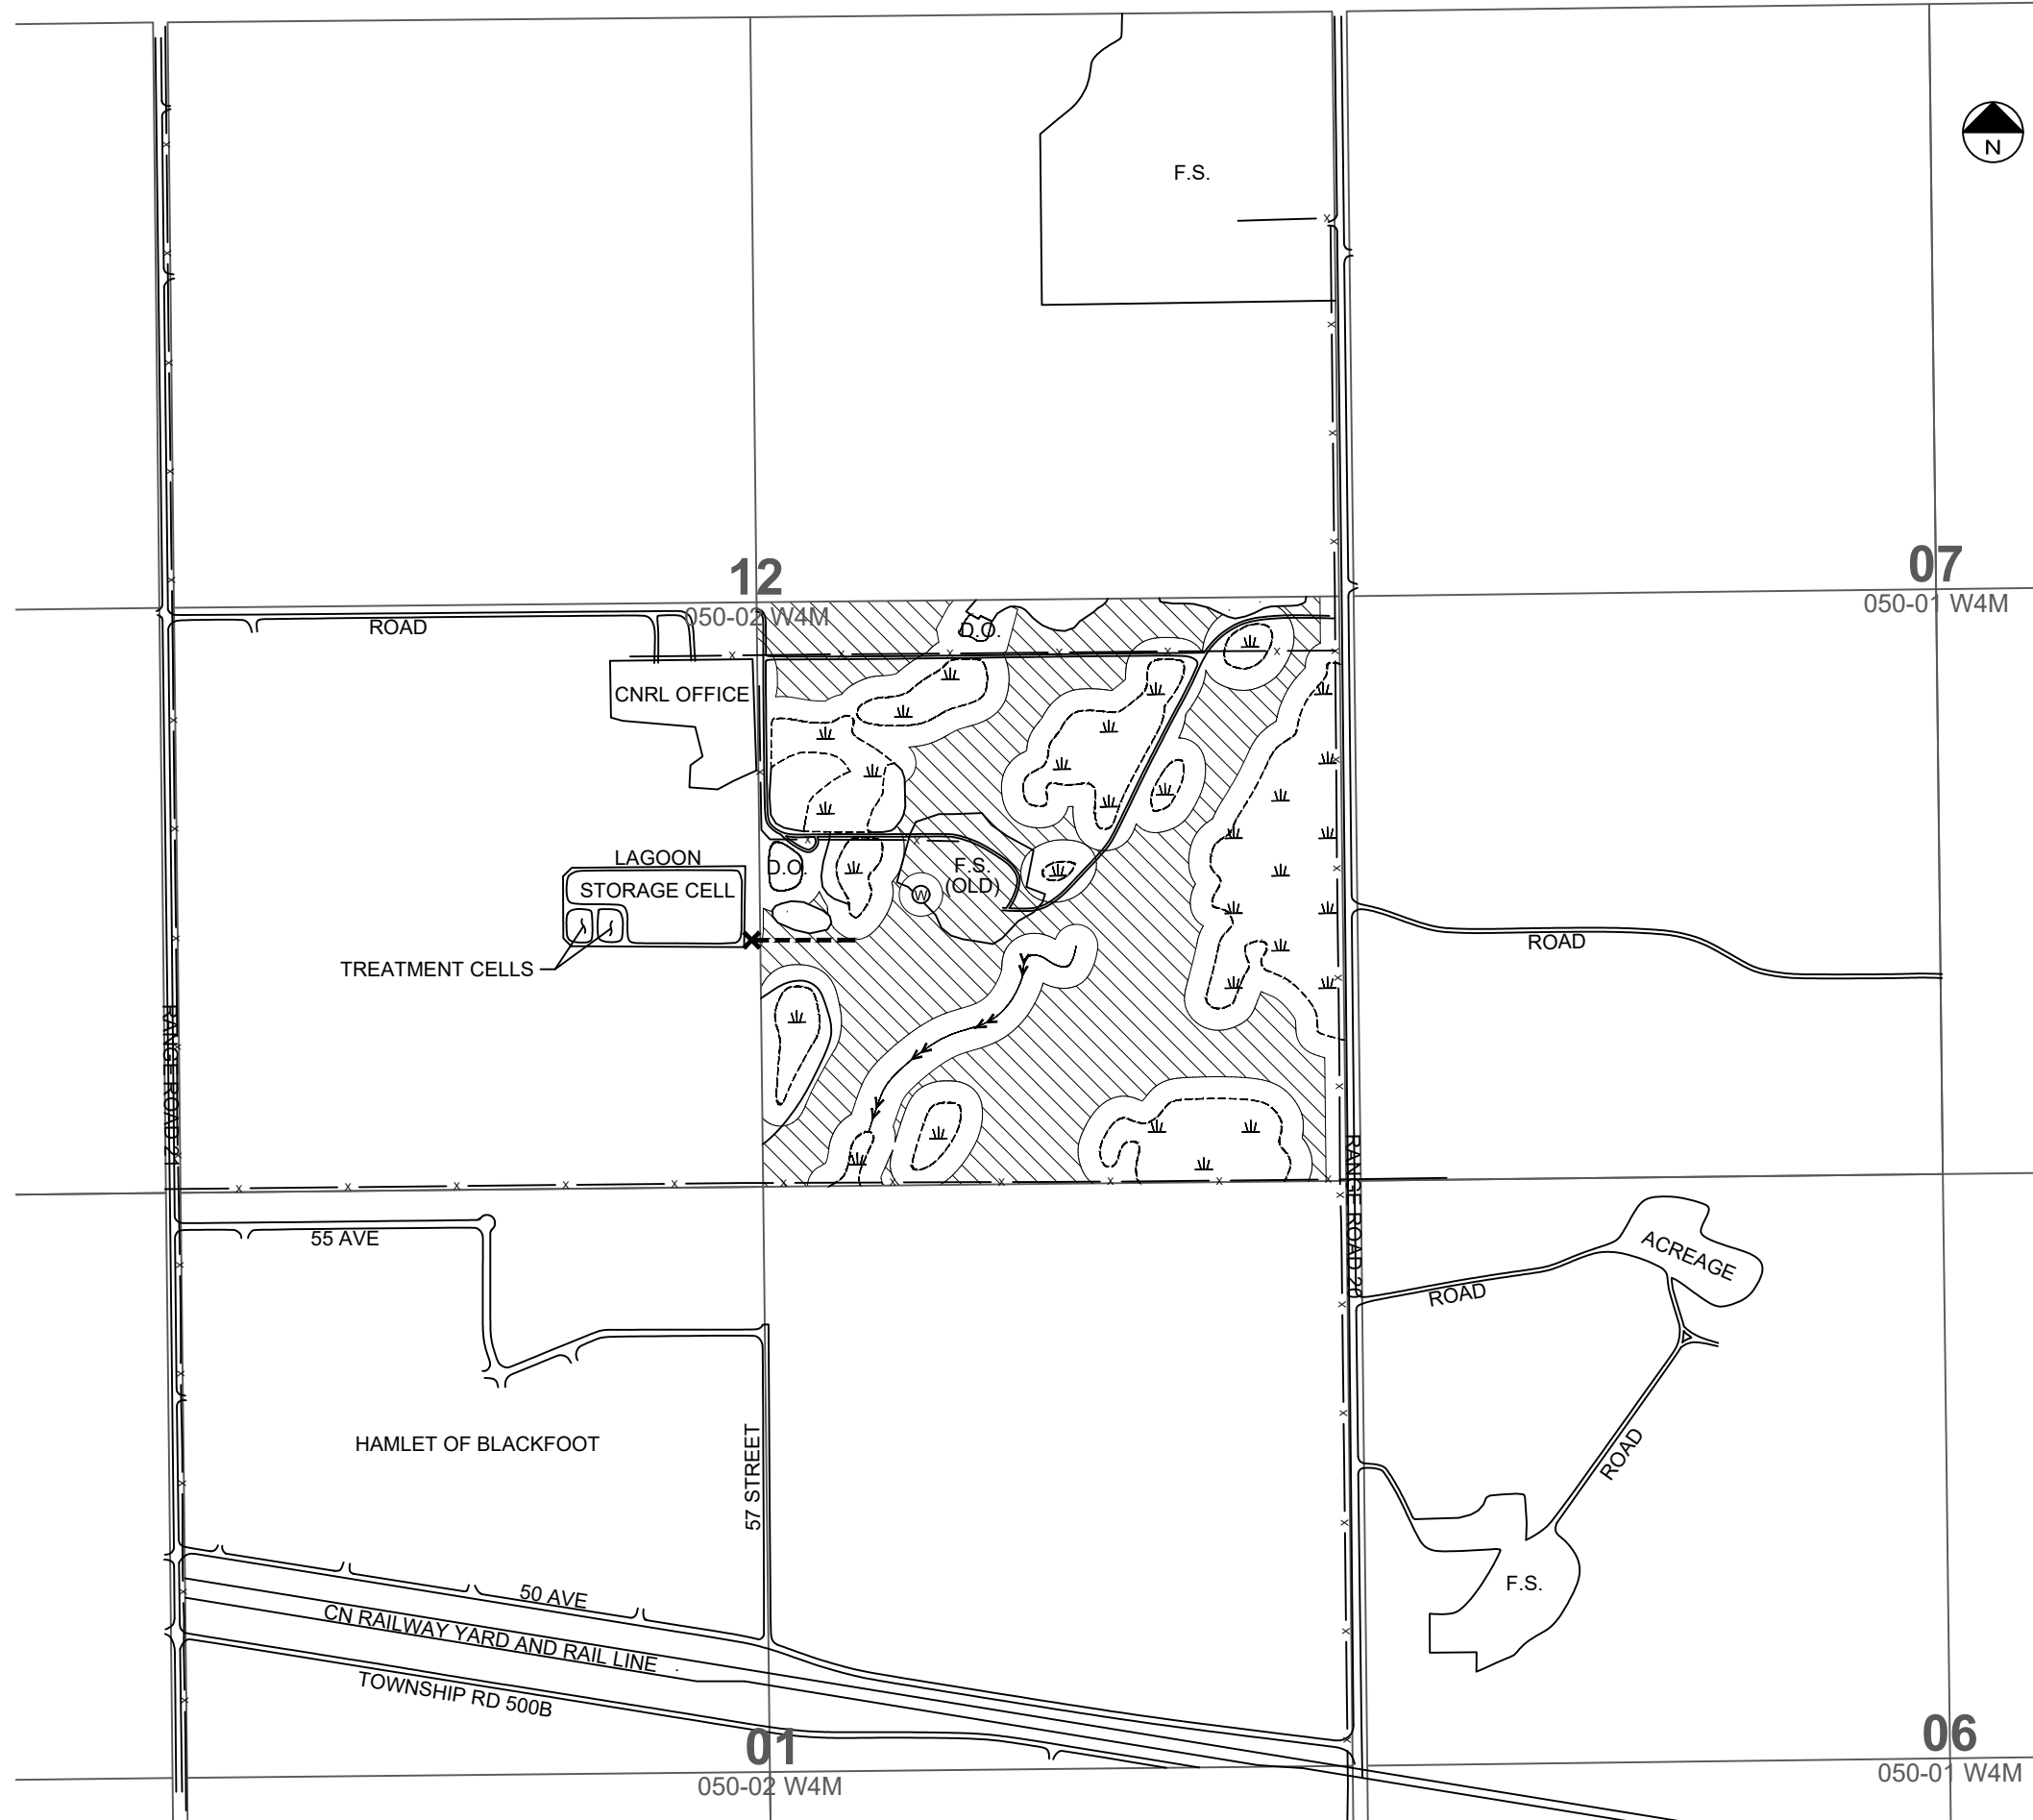 N
F.S.
12
050-02 W4M
07
050-01 W4M
ROAD
D.O.
CNRL OFFICE
LAGOON
STORAGE CELL
D.O.
F.S.
(OLD)
W
TREATMENT CELLS
ROAD
RANGE ROAD 21
RANGE ROAD 20
55 AVE
ACREAGE
ROAD
HAMLET OF BLACKFOOT
57 STREET
ROAD
50 AVE
F.S.
CN RAILWAY YARD AND RAIL LINE
TOWNSHIP RD 500B
01
050-02 W4M
06
050-01 W4M